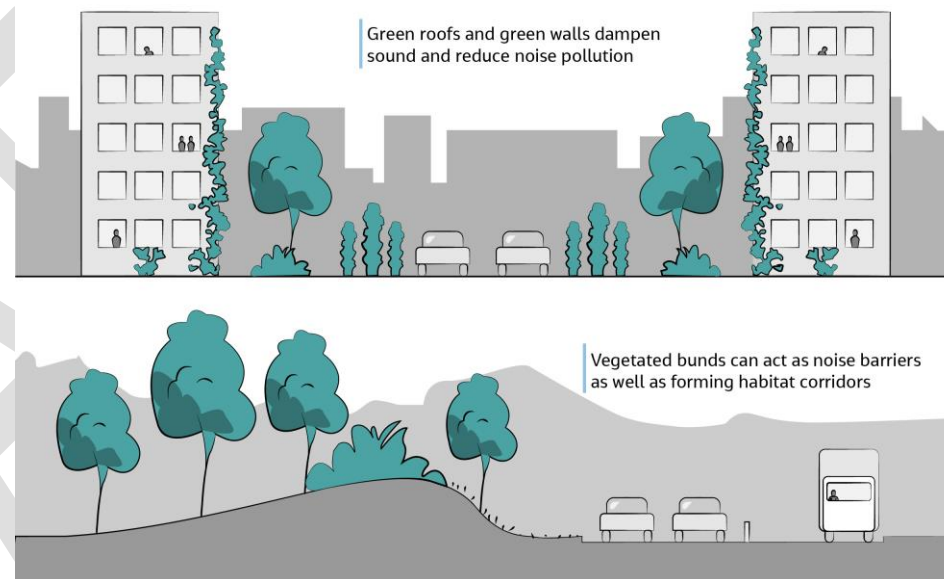 Green roofs and green walls dampen
sound and reduce noise pollution
Vegetated bunds can act as noise barriers
as well as forming habitat corridors